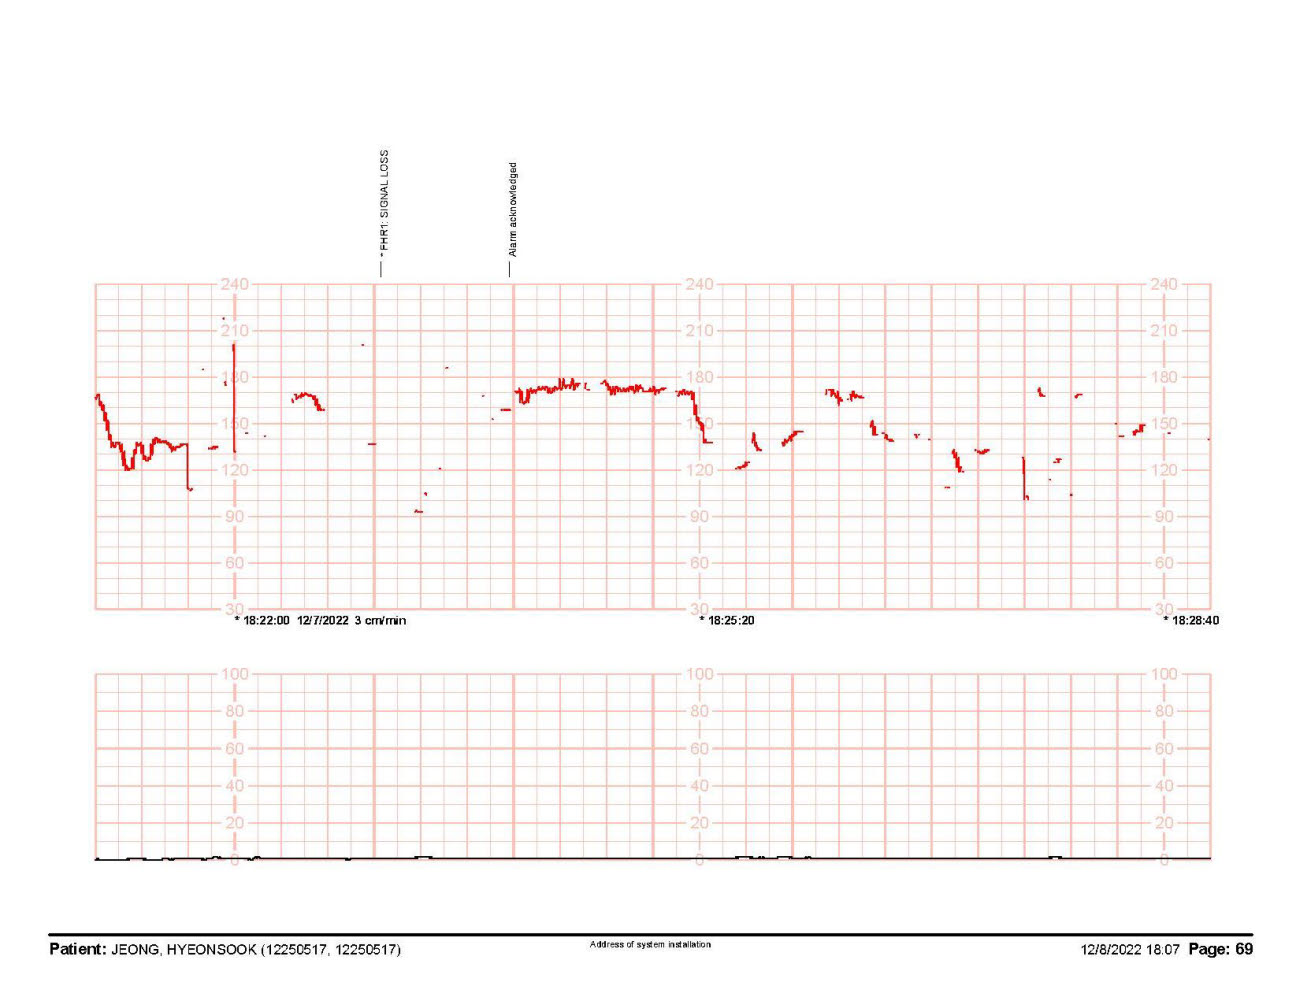 * FHR1: SIGNAL LOSS
Alarm acknowledged
240 240 240
210 210 210
180 180 180
150 150 150
120 120 120
90 90 90
60 60 60
30 30 30
* 18:22:00 12/7/2022 3 cm/min * 18:25:20 * 18:28:40
100 100 100
80 80 80
60 60 60
40 40 40
20 20 20
0 0 0
Patient: JEONG, HYEONSOOK (12250517, 12250517) Address of system installation 12/8/2022 18:07 Page: 69